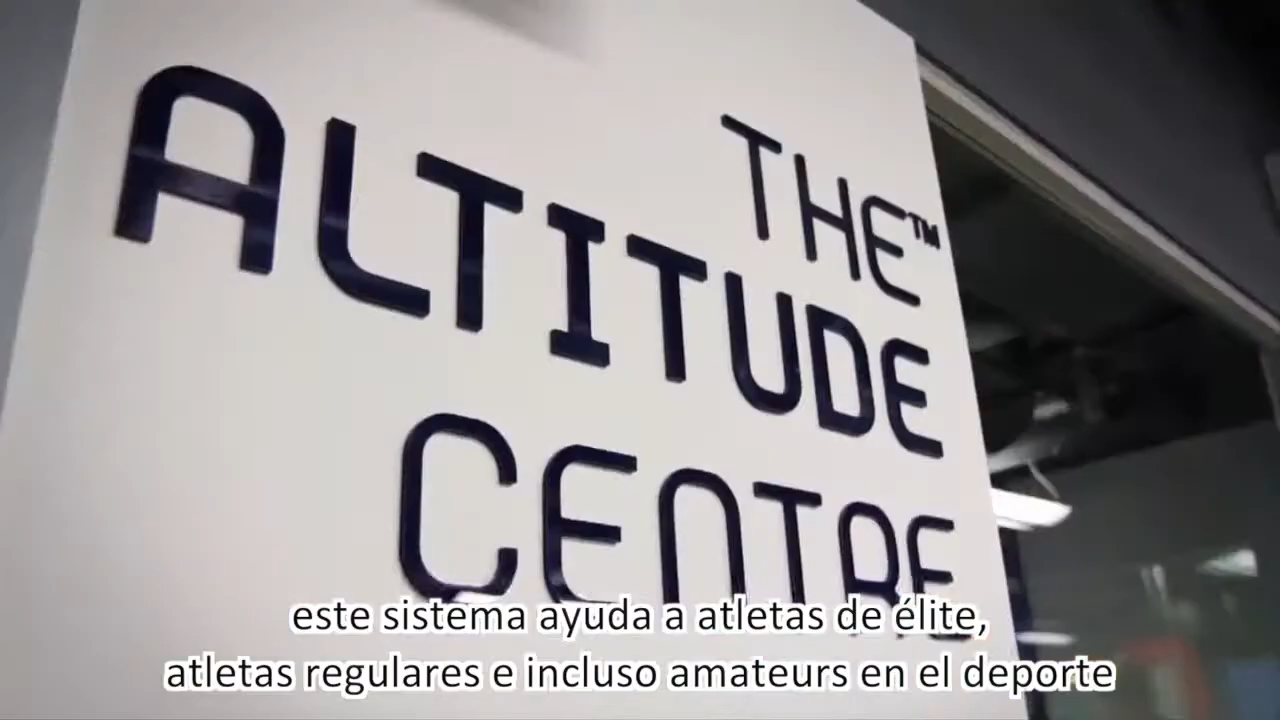 THE™
ALTITUDE
CENTRE
este sistema ayuda a atletas de élite,
atletas regulares e incluso amateurs en el deporte